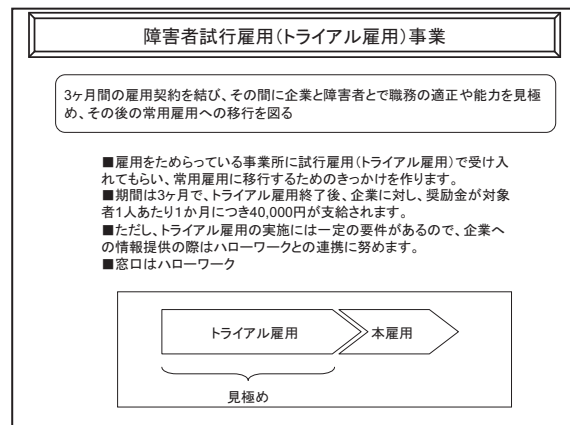 障害者試行雇用(トライアル雇用)事業
3ヶ月間の雇用契約を結び、その間に企業と障害者とで職務の適正や能力を見極
め、その後の常用雇用への移行を図る
■雇用をためらっている事業所に試行雇用(トライアル雇用)で受け入
れてもらい、常用雇用に移行するためのきっかけを作ります。
■期間は3ヶ月で、トライアル雇用終了後、企業に対し、奨励金が対象
者1人あたり1か月につき40,000円が支給されます。
■ただし、トライアル雇用の実施には一定の要件があるので、企業へ
の情報提供の際はハローワークとの連携に努めます。
■窓口はハローワーク
トライアル雇用
本雇用
見極め